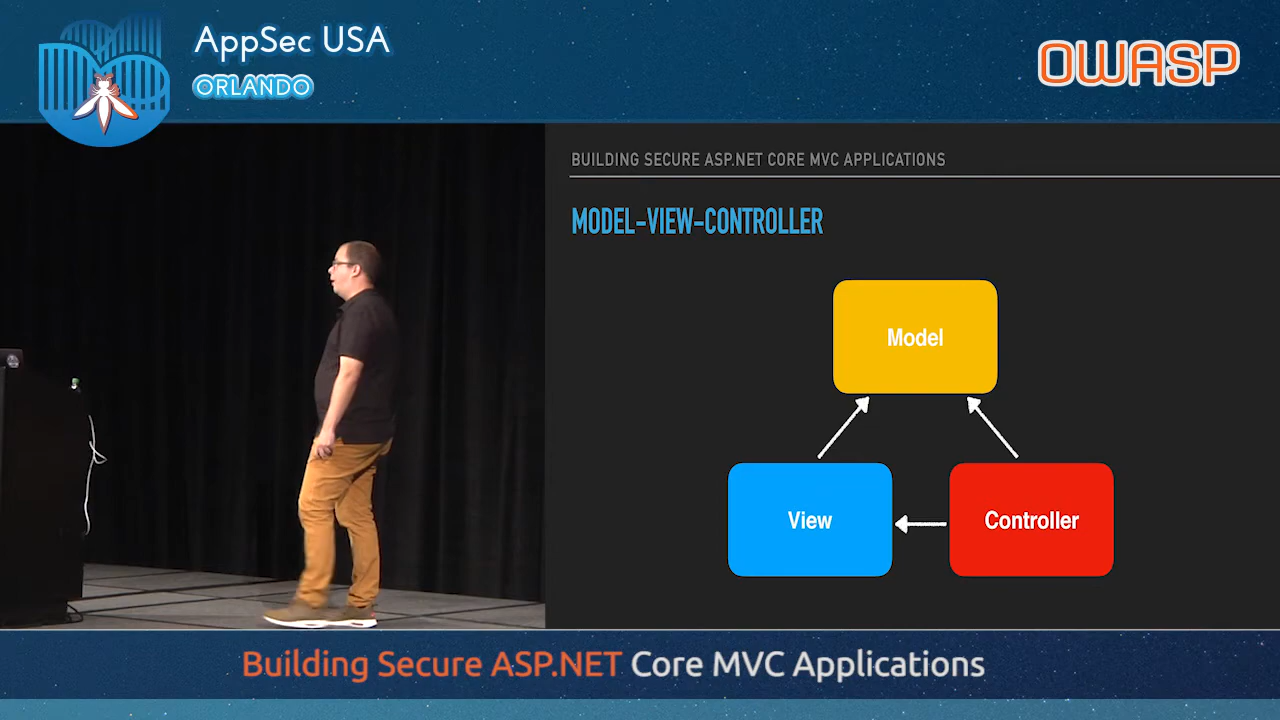 AppSec USA
ORLANDO
OWASP
BUILDING SECURE ASP.NET CORE MVC APPLICATIONS
MODEL-VIEW-CONTROLLER
Model
View
Controller
Building Secure ASP.NET Core MVC Applications